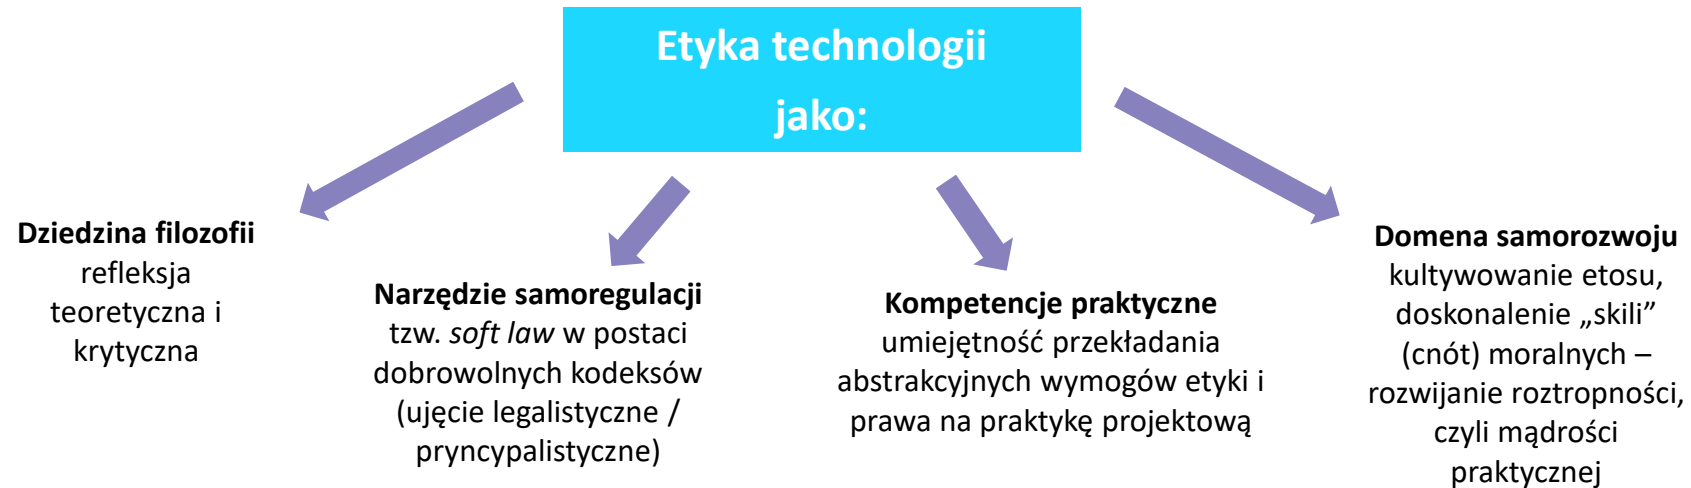 Etyka technologii
jako:
Dziedzina filozofii
refleksja
teoretyczna i
krytyczna
Narzędzie samoregulacji
tzw. soft law w postaci
dobrowolnych kodeksów
(ujęcie legalistyczne /
pryncypalistyczne)
Kompetencje praktyczne
umiejętność przekładania
abstrakcyjnych wymogów etyki i
prawa na praktykę projektową
Domena samorozwoju
kultywowanie etosu,
doskonalenie „skili”
(cnót) moralnych –
rozwijanie roztropności,
czyli mądrości
praktycznej